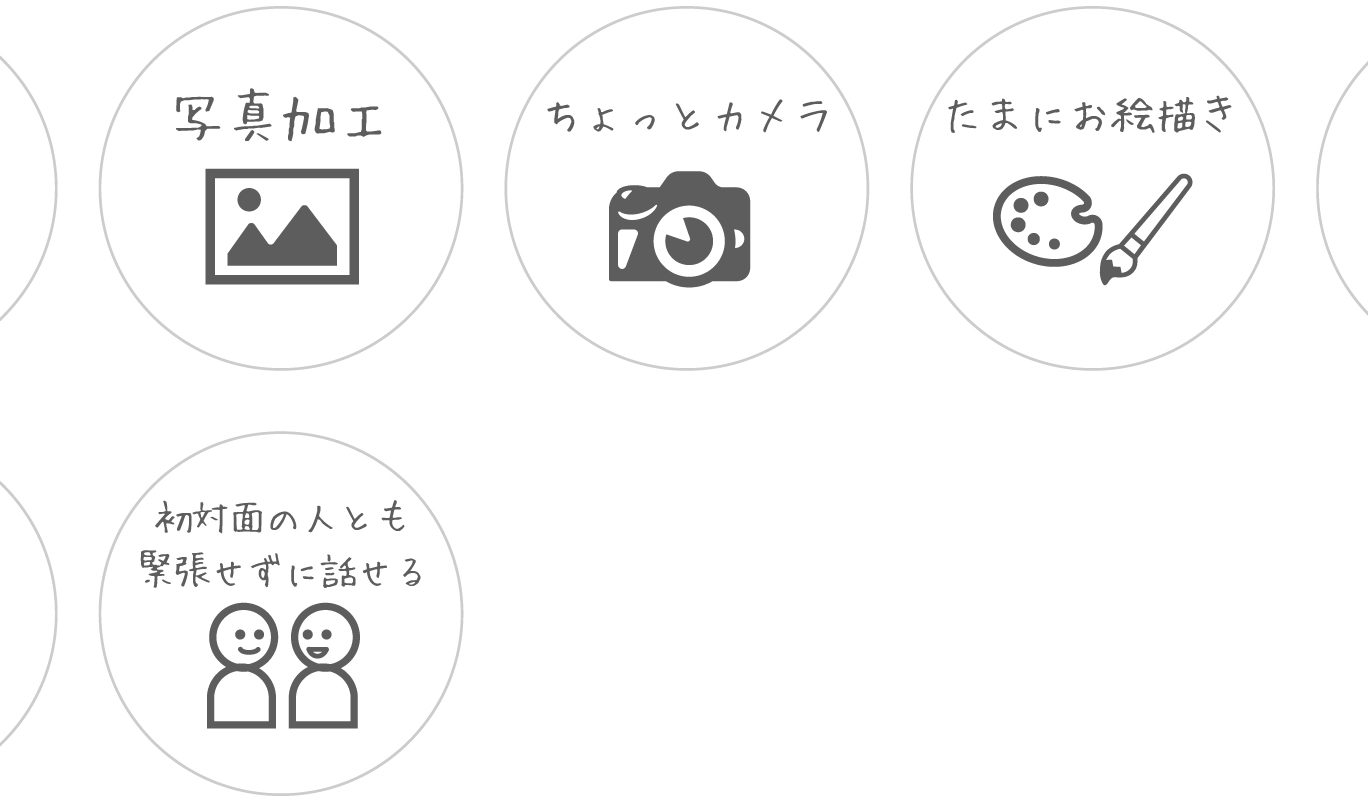 写真加工
ちょっとカメラ
たまにお絵描き
初対面の人とも
緊張せずに話せる